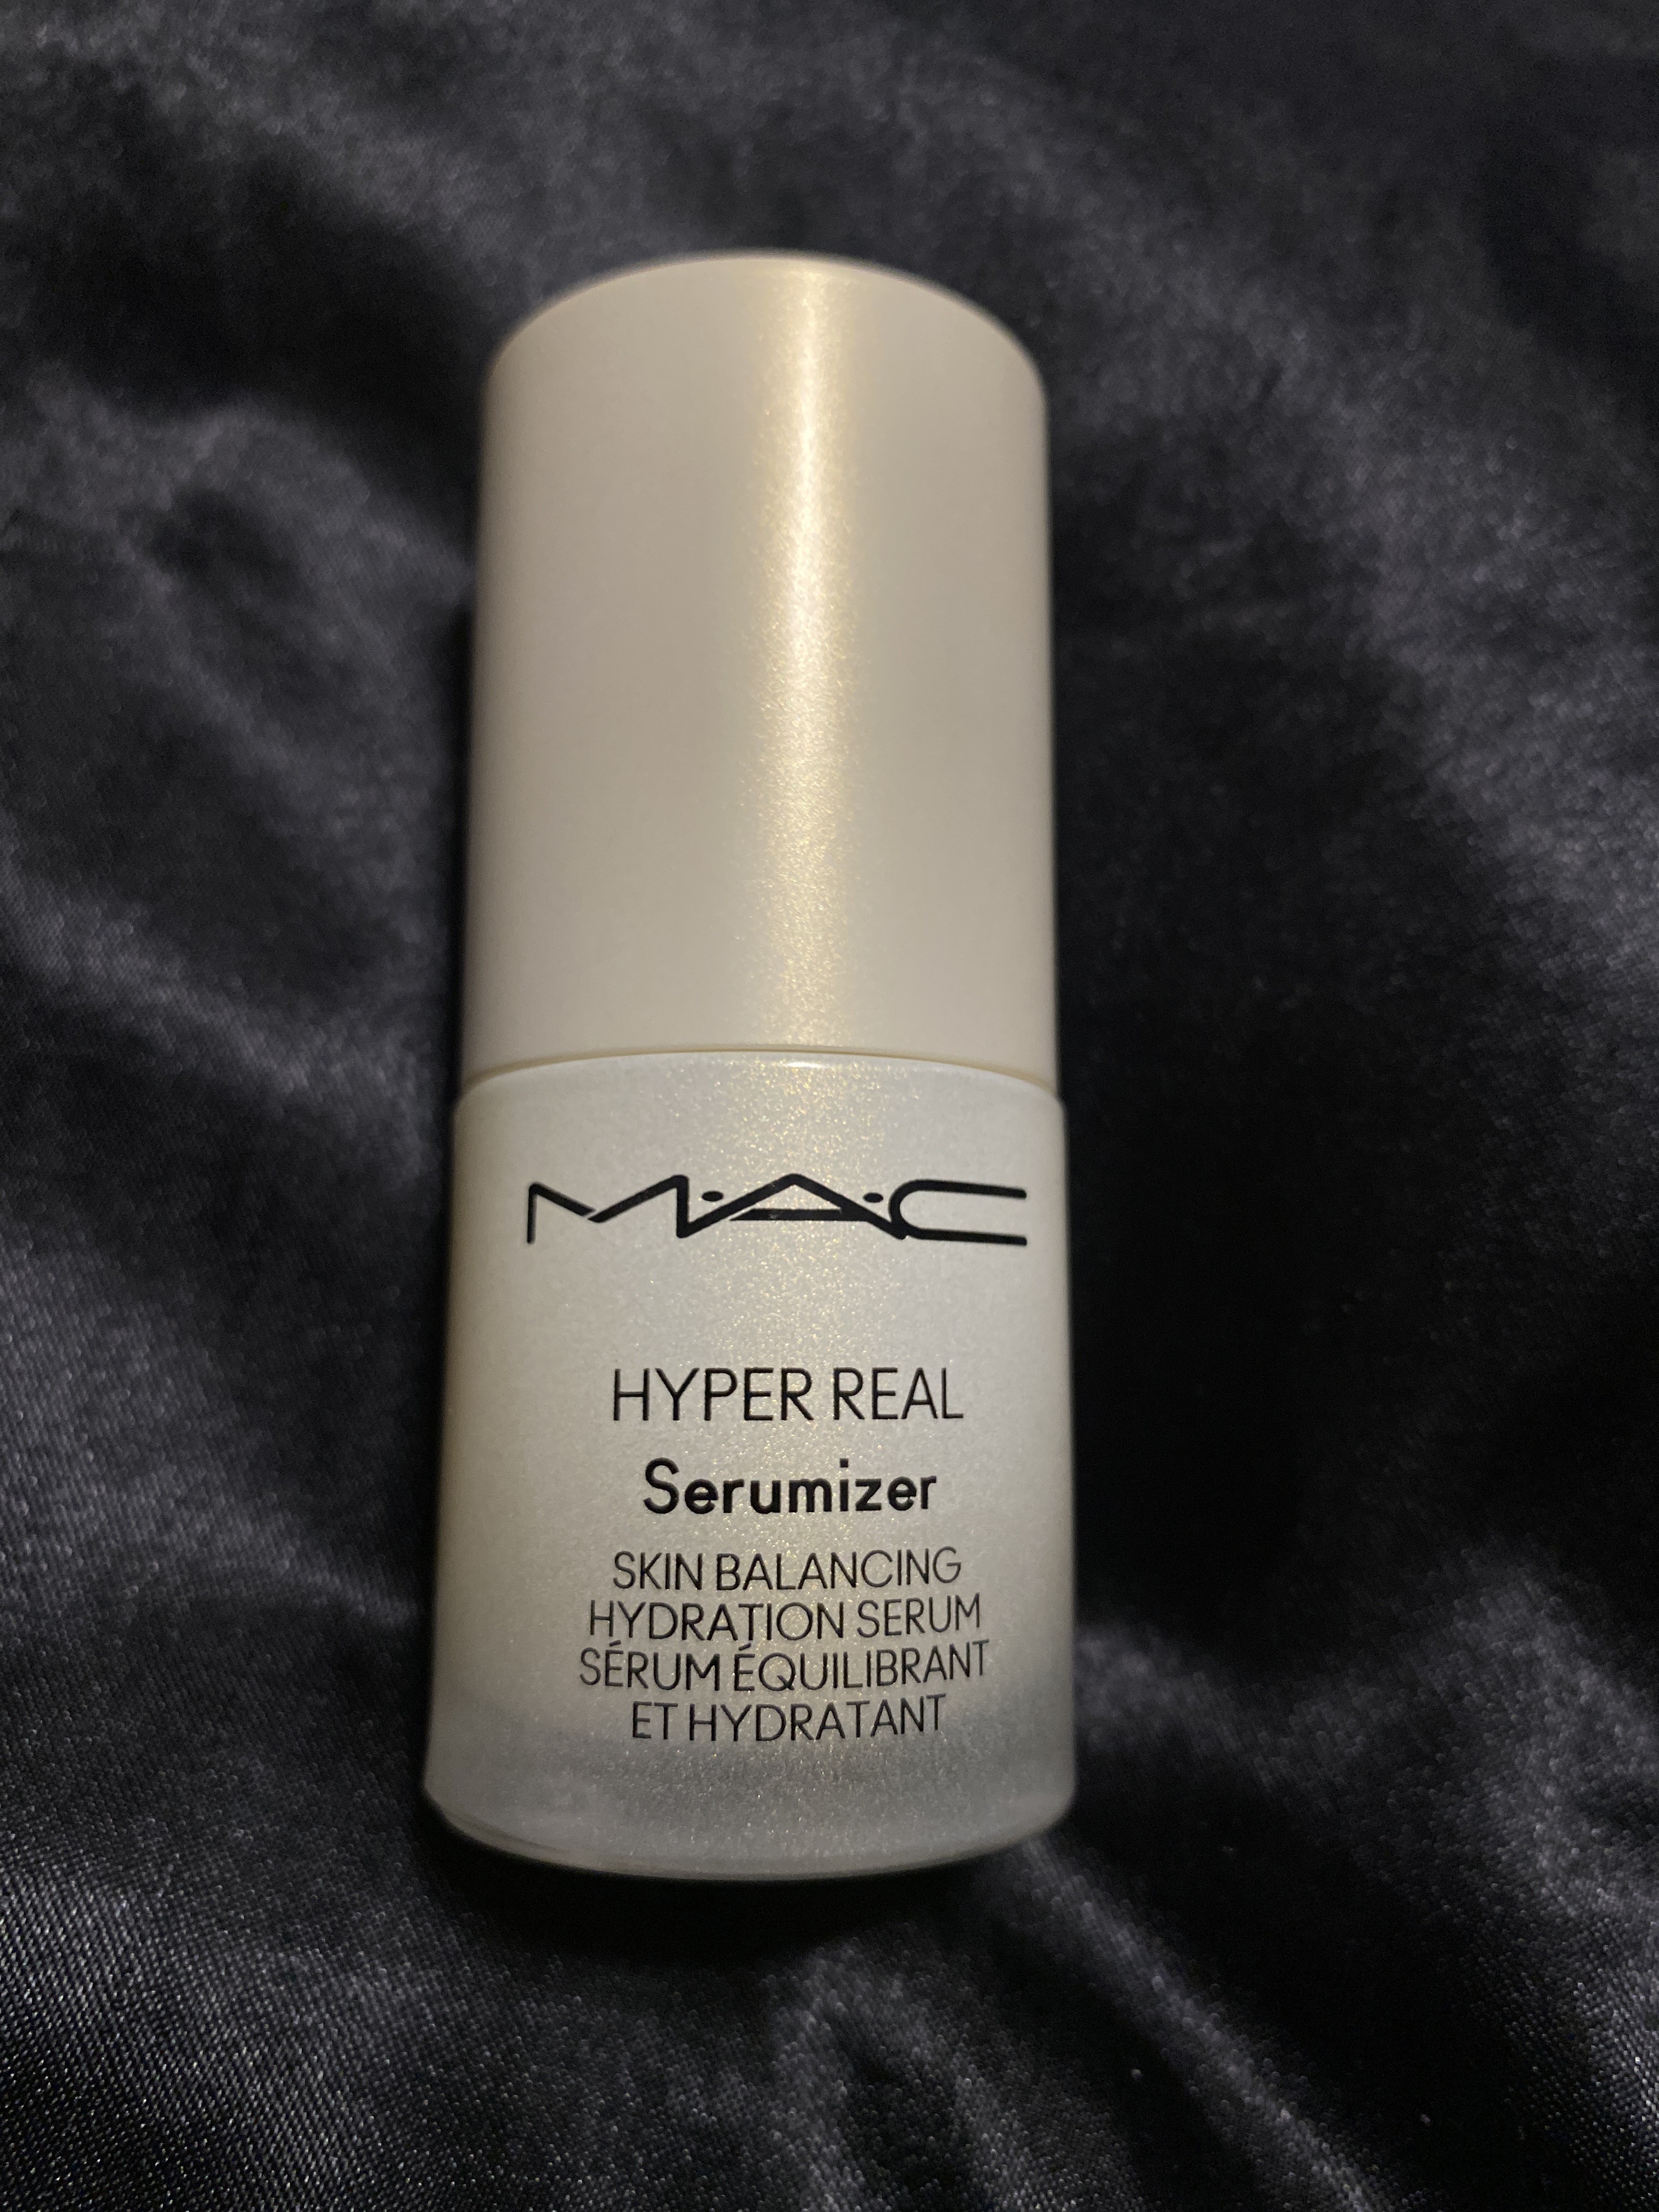 M·A·C
HYPER REAL
Serumizer
SKIN BALANCING
HYDRATION SERUM
SÉRUM ÉQUILIBRANT
ET HYDRATANT